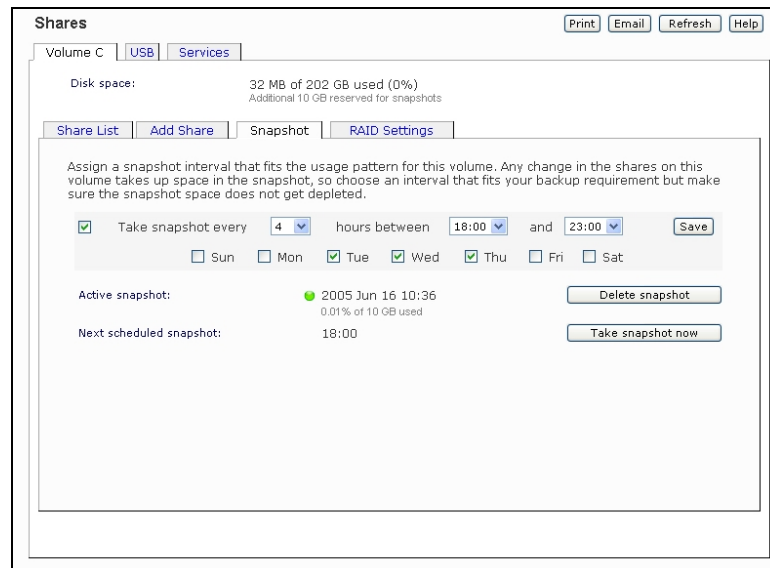 Shares Print Email Refresh Help
Volume C USB Services
Disk space: 32 MB of 202 GB used (0%)
Additional 10 GB reserved for snapshots
Share List Add Share Snapshot RAID Settings
Assign a snapshot interval that fits the usage pattern for this volume. Any change in the shares on this
volume takes up space in the snapshot, so choose an interval that fits your backup requirement but make
sure the snapshot space does not get depleted.
Take snapshot every 4 hours between 18:00 and 23:00 Save
Sun Mon Tue Wed Thu Fri Sat
Active snapshot: 2005 Jun 16 10:36 Delete snapshot
0.01% of 10 GB used
Next scheduled snapshot: 18:00 Take snapshot now